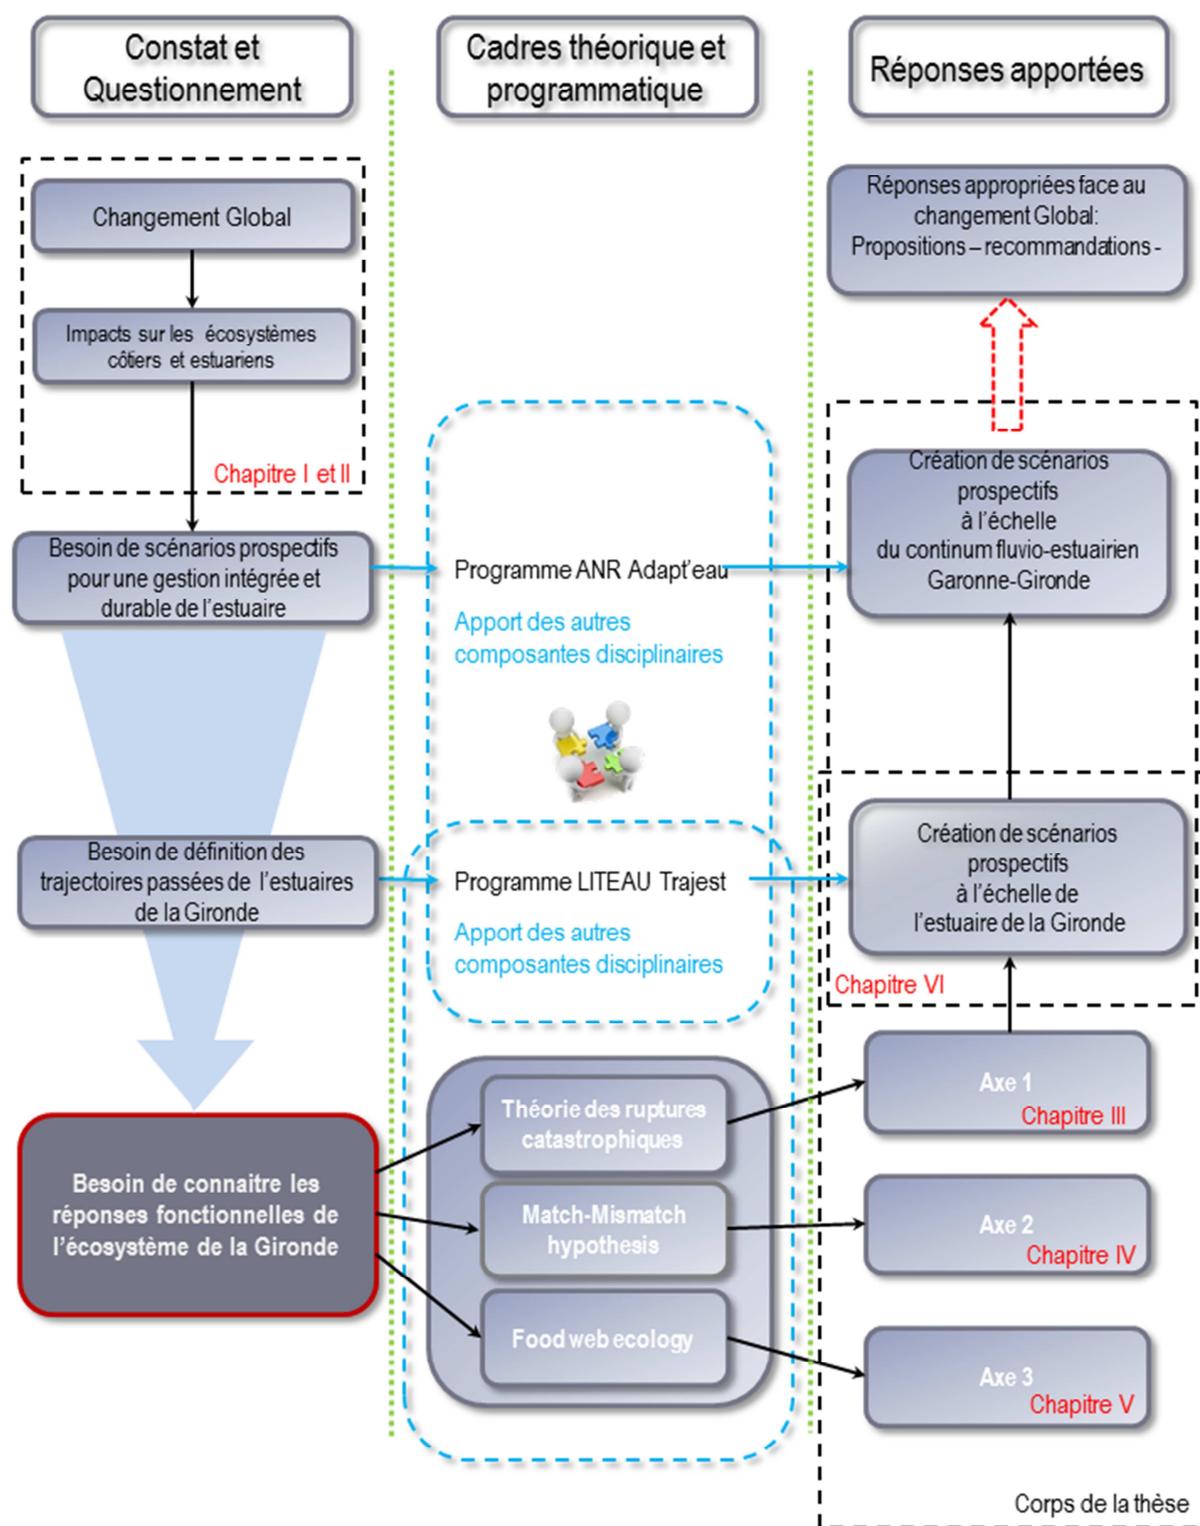 Constat et
Questionnement
Cadres théorique et
programmatique
Réponses apportées
Changement Global
Impacts sur les écosystèmes
côtiers et estuariens
Chapitre I et II
Besoin de scénarios prospectifs
pour une gestion intégrée et
durable de l'estuaire
Besoin de définition des
trajectoires passées de l'estuaires
de la Gironde
Besoin de connaitre les
réponses fonctionnelles de
l'écosystème de la Gironde
Programme ANR Adapt'eau
Apport des autres
composantes disciplinaires
Programme LITEAU Trajest
Apport des autres
composantes disciplinaires
Théorie des ruptures
catastrophiques
Match-Mismatch
hypothesis
Food web ecology
Réponses appropriées face au
changement Global:
Propositions – recommandations -
Création de scénarios
prospectifs
à l'échelle
du continum fluvio-estuairien
Garonne-Gironde
Création de scénarios
prospectifs
à l'échelle de
l'estuaire de la Gironde
Chapitre VI
Axe 1
Chapitre III
Axe 2
Chapitre IV
Axe 3
Chapitre V
Corps de la thèse